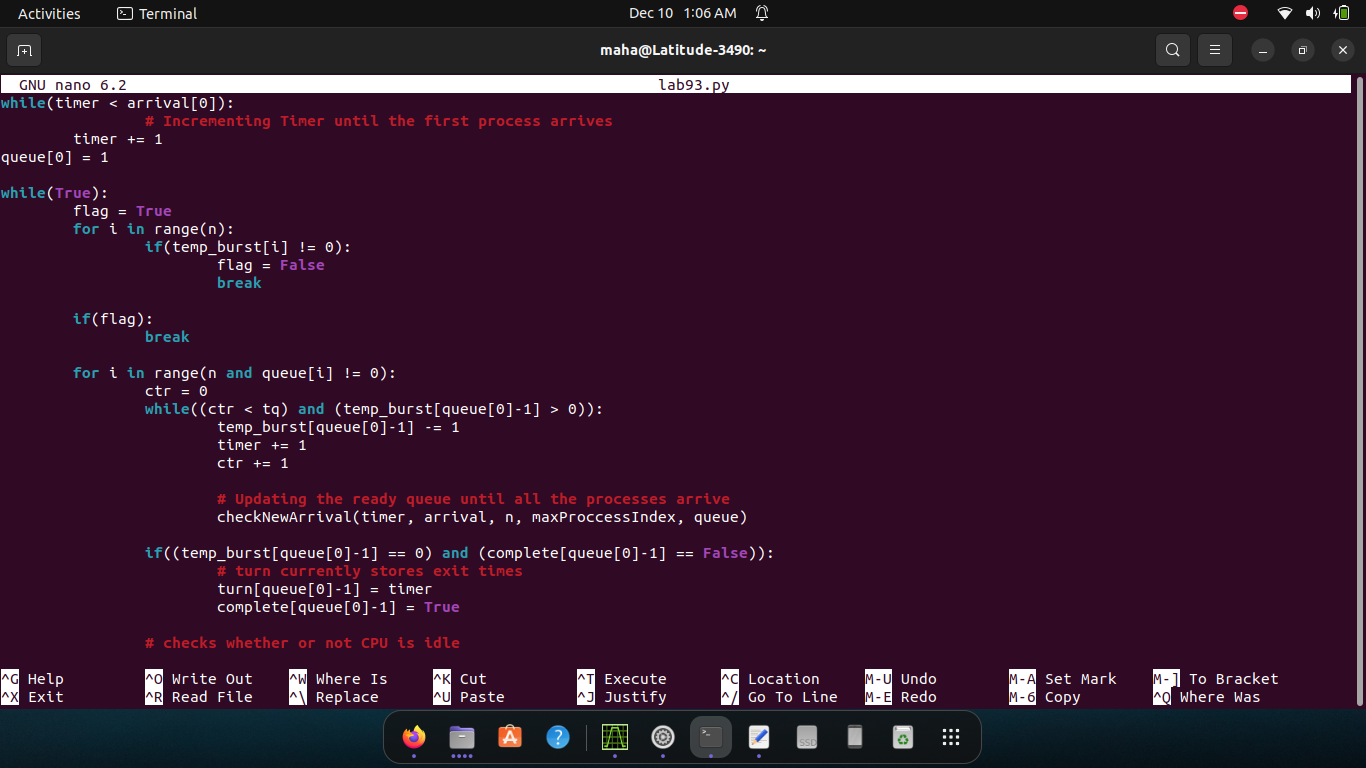 Activities Terminal Dec 10 1:06 AM
maha@Latitude-3490: ~
GNU nano 6.2 lab93.py
while(timer < arrival[0]):
# Incrementing Timer until the first process arrives
timer += 1
queue[0] = 1
while(True):
flag = True
for i in range(n):
if(temp_burst[i] != 0):
flag = False
break
if(flag):
break
for i in range(n and queue[i] != 0):
ctr = 0
while((ctr < tq) and (temp_burst[queue[0]-1] > 0)):
temp_burst[queue[0]-1] -= 1
timer += 1
ctr += 1
# Updating the ready queue until all the processes arrive
checkNewArrival(timer, arrival, n, maxProccessIndex, queue)
if((temp_burst[queue[0]-1] == 0) and (complete[queue[0]-1] == False)):
# turn currently stores exit times
turn[queue[0]-1] = timer
complete[queue[0]-1] = True
# checks whether or not CPU is idle
^G Help ^O Write Out ^W Where Is ^K Cut ^T Execute ^C Location M-U Undo M-A Set Mark M-] To Bracket
^X Exit ^R Read File ^\ Replace ^U Paste ^J Justify ^/ Go To Line M-E Redo M-6 Copy ^Q Where Was
SSD